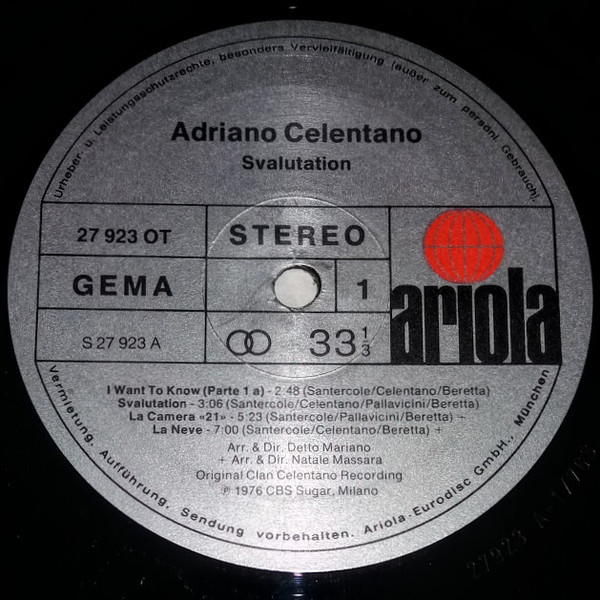 Urheber- u. Leistungsschutzrechte, besonders Vervielfältigung (außer zum persönl. Gebrauch),
Adriano Celentano
Svalutation
27 923 OT
STEREO
GEMA
1
S 27 923 A
33 1/3
ariola
I Want To Know (Parte 1 a) - 2:48 (Santercole/Celentano/Beretta)
Svalutation - 3:06 (Santercole/Celentano/Pallavicini/Beretta)
La Camera «21» - 5:23 (Santercole/Pallavicini/Beretta) +
La Neve - 7:00 (Santercole/Celentano/Beretta) +
Arr. & Dir. Detto Mariano
+ Arr. & Dir. Natale Massara
Original Clan Celentano Recording
℗ 1976 CBS Sugar, Milano
Vermietung. Aufführung. Sendung vorbehalten. Ariola-Eurodisc GmbH., München
27923